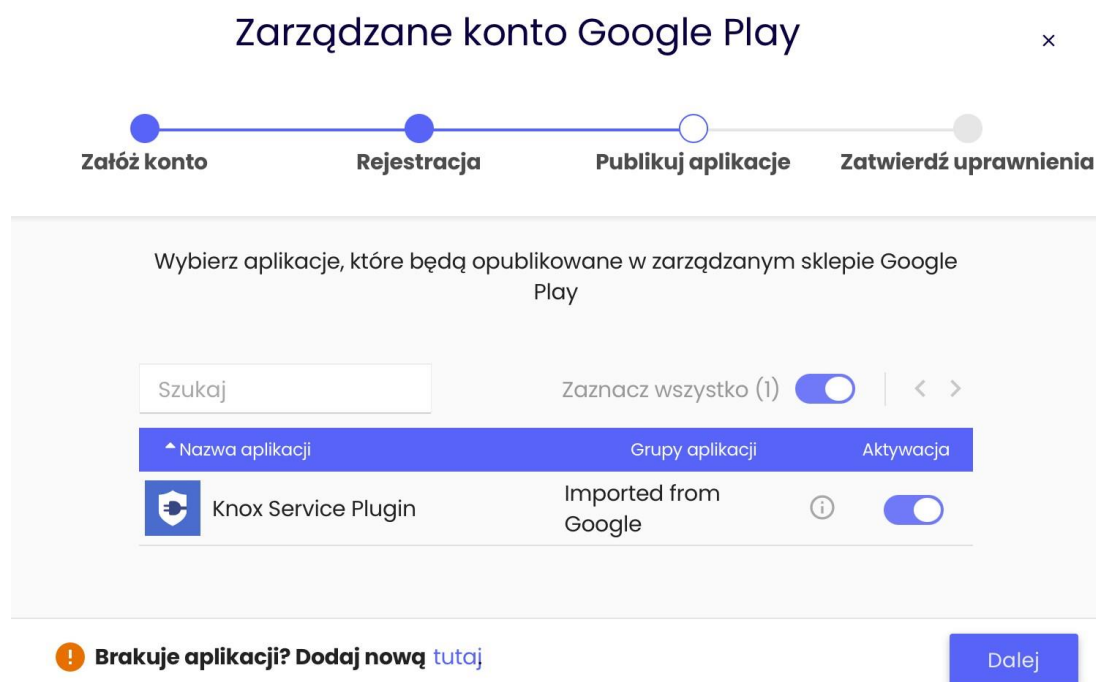 Zarządzane konto Google Play
Załóż konto
Rejestracja
Publikuj aplikacje
Zatwierdź uprawnienia
Wybierz aplikacje, które będą opublikowane w zarządzanym sklepie Google
Play
Szukaj
Zaznacz wszystko (1)
Nazwa aplikacji
Grupy aplikacji
Aktywacja
Knox Service Plugin
Imported from
Google
Brakuje aplikacji? Dodaj nową tutaj.
Dalej